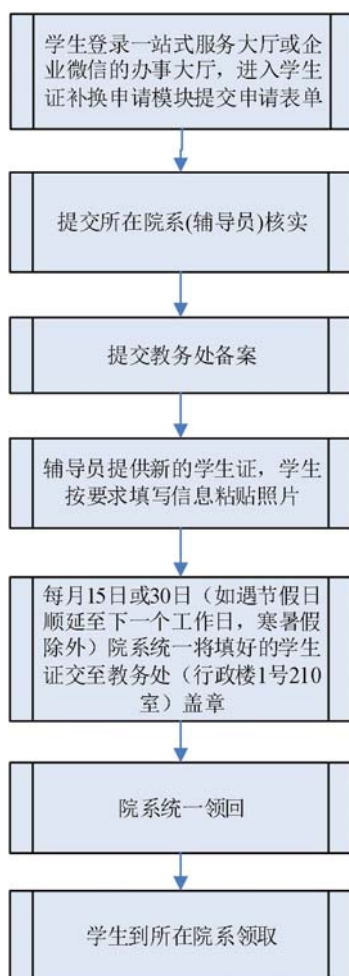 学生登录一站式服务大厅或企
业微信的办事大厅，进入学生
证补换申请模块提交申请表单
提交所在院系(辅导员)核实
提交教务处备案
辅导员提供新的学生证，学生
按要求填写信息粘贴照片
每月15日或30日（如遇节假日
顺延至下一个工作日，寒暑假
除外）院系统一将填好的学生
证交至教务处（行政楼1号210
室）盖章
院系统一领回
学生到所在院系领取